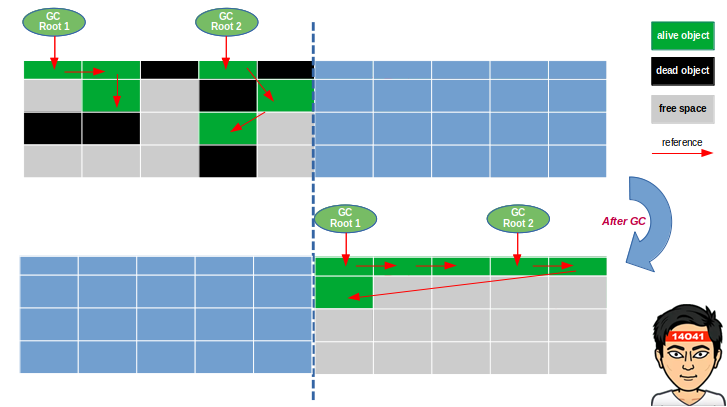 GC
Root 1
GC
Root 2
alive object
dead object
free space
reference
GC
Root 1
GC
Root 2
After GC
14041